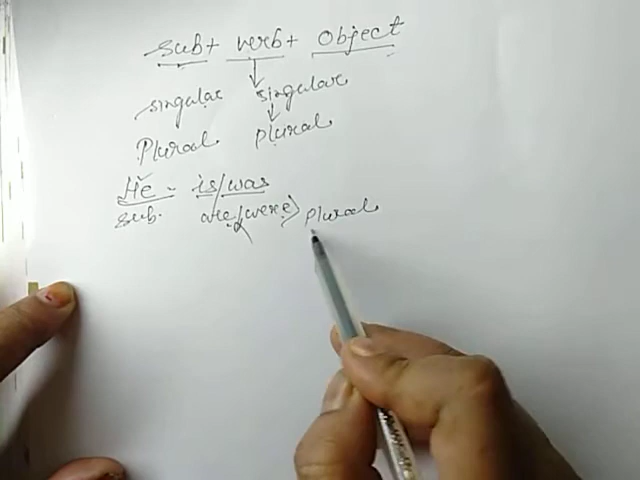 sub+ verb+ object
singular singular
Plural plural
He - is/was
sub. are/were> plural